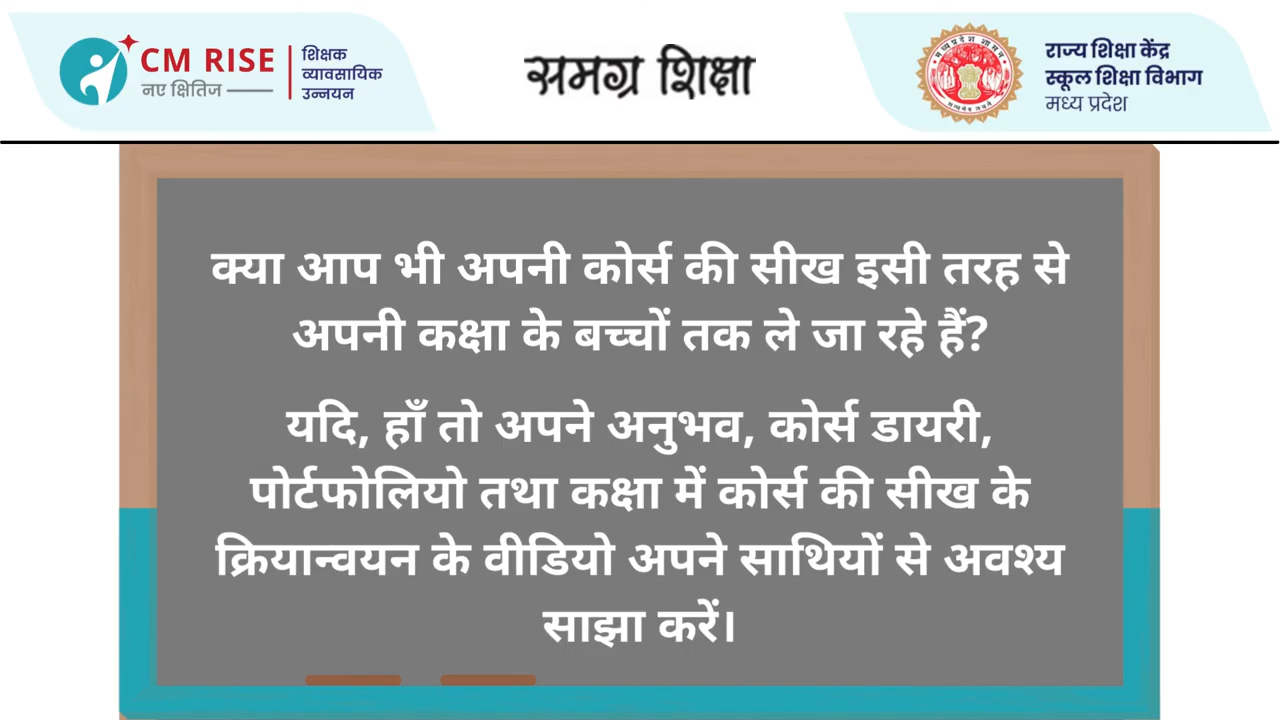 CM RISE
नए क्षितिज
शिक्षक
व्यावसायिक
उन्नयन
समग्र शिक्षा
राज्य शिक्षा केंद्र
स्कूल शिक्षा विभाग
मध्य प्रदेश
क्या आप भी अपनी कोर्स की सीख इसी तरह से
अपनी कक्षा के बच्चों तक ले जा रहे हैं?
यदि, हाँ तो अपने अनुभव, कोर्स डायरी,
पोर्टफोलियो तथा कक्षा में कोर्स की सीख के
क्रियान्वयन के वीडियो अपने साथियों से अवश्य
साझा करें।